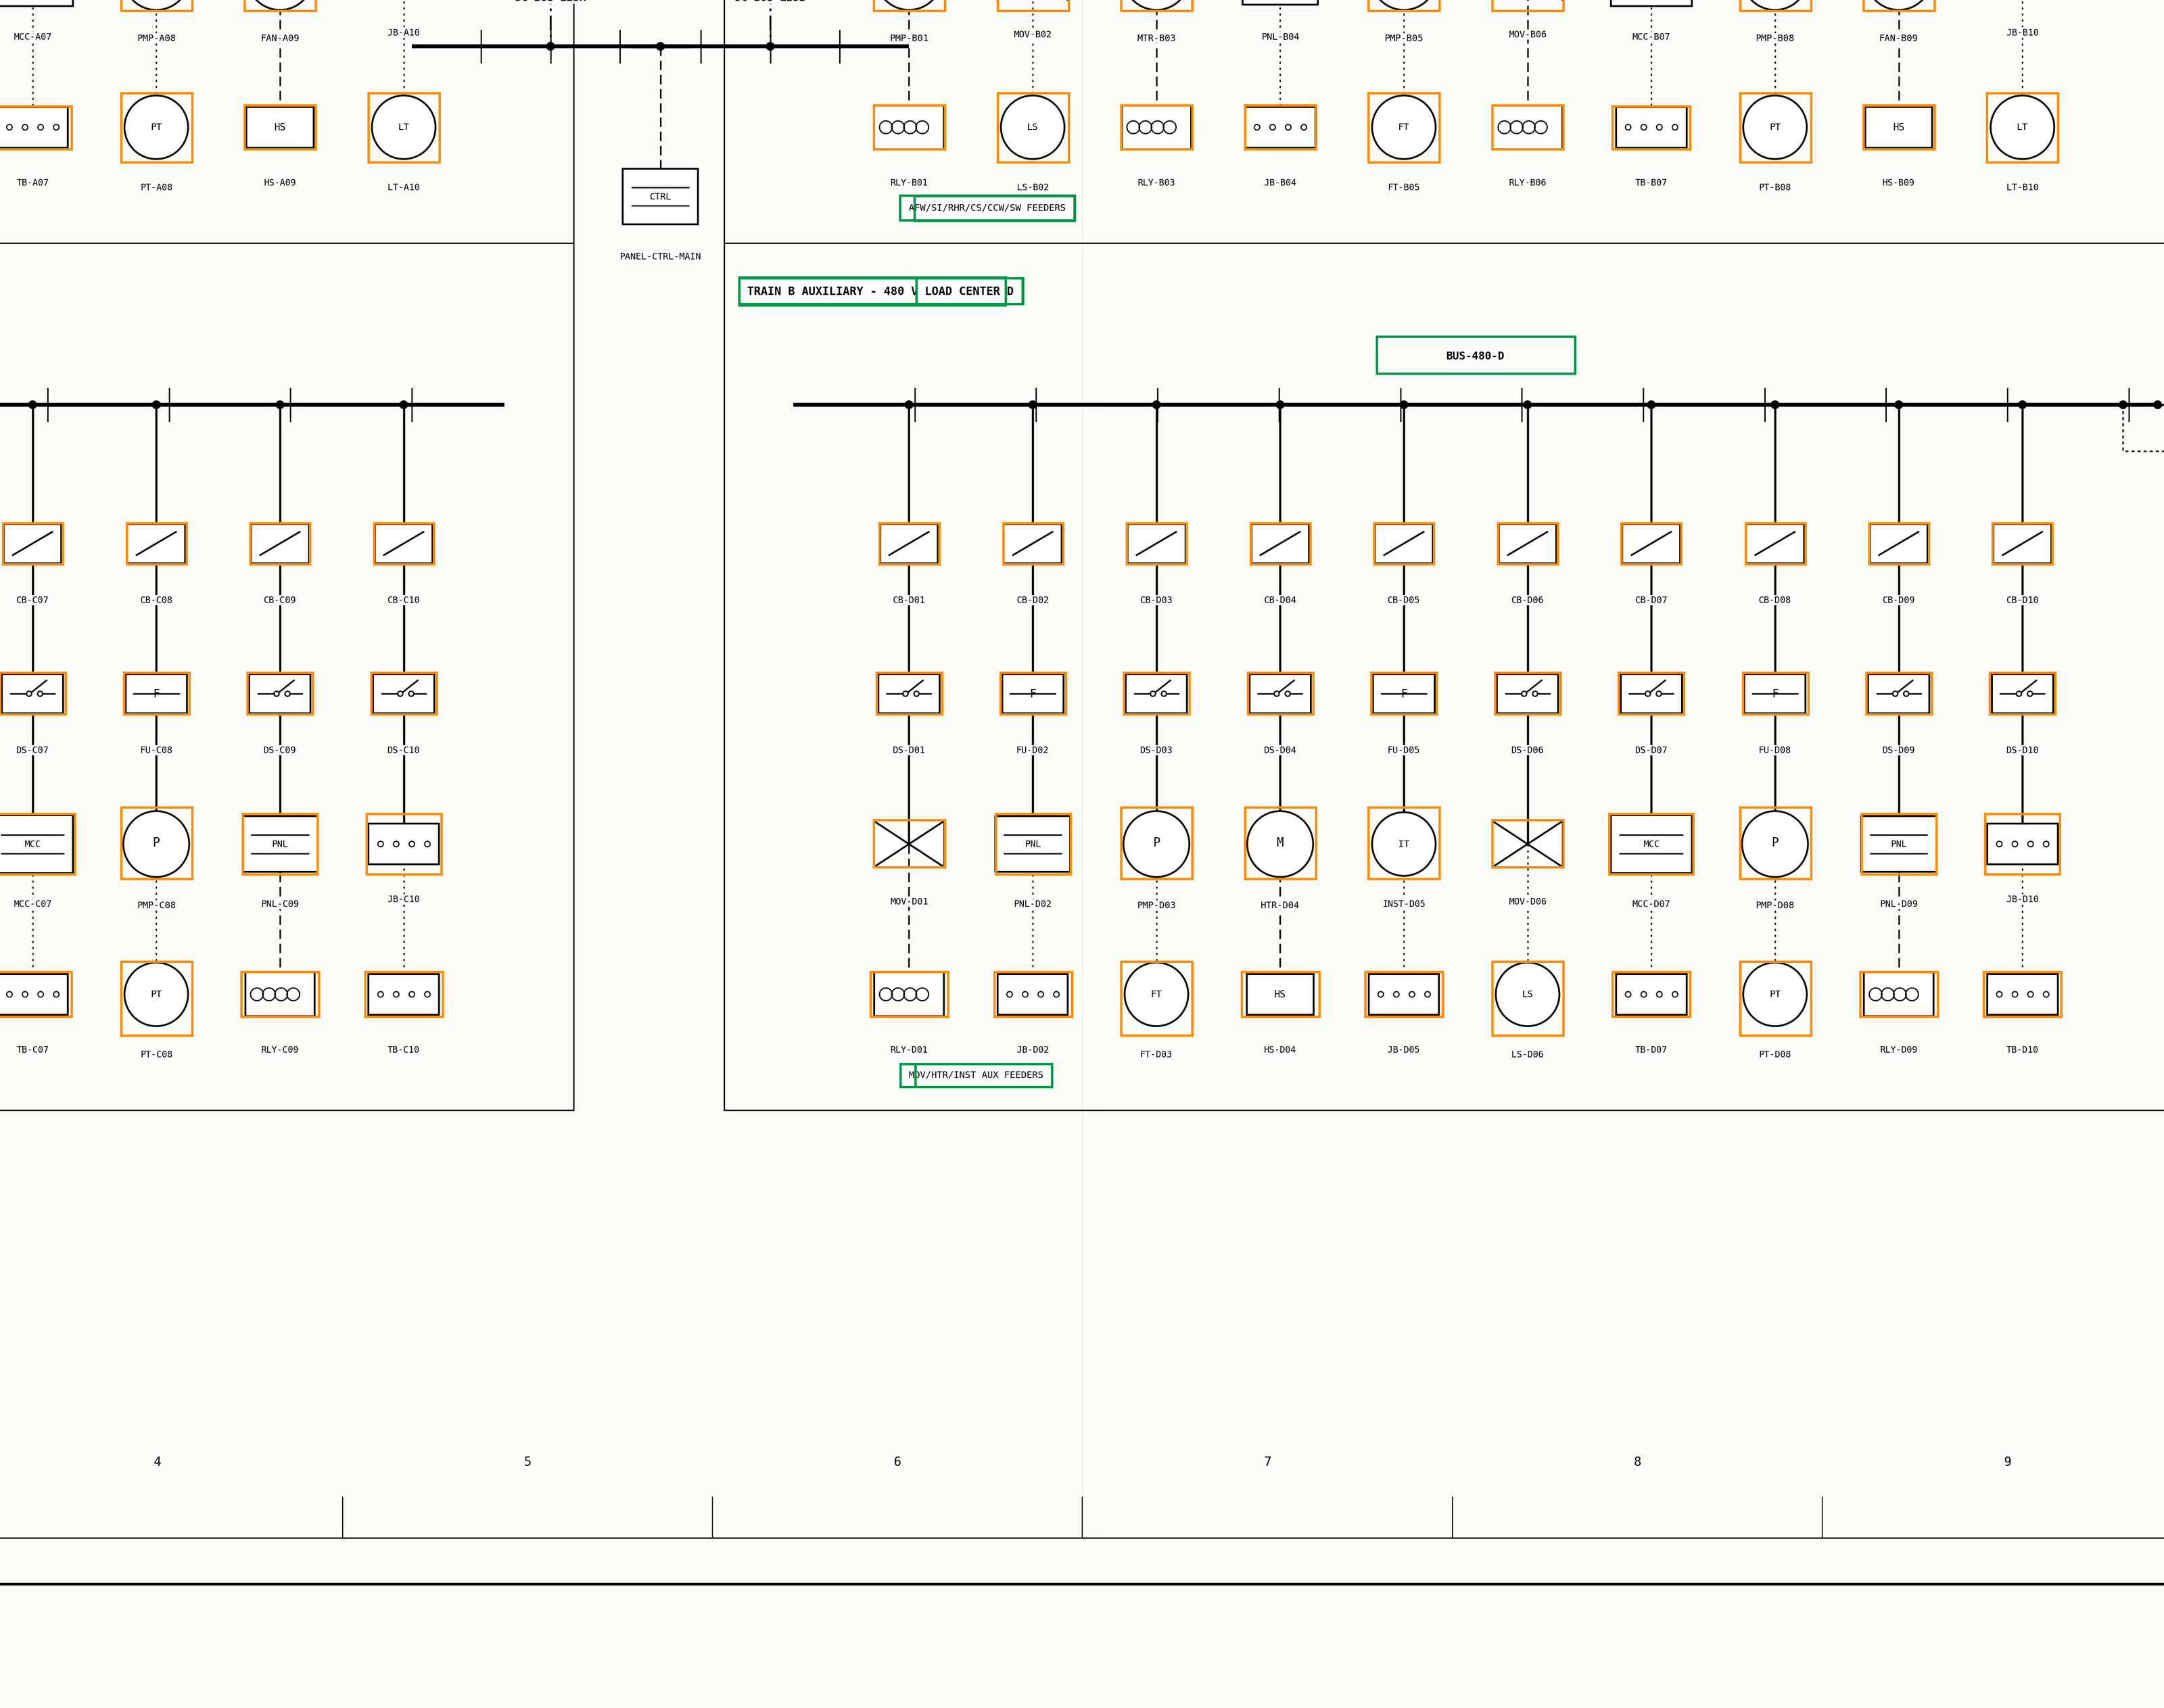 MCC-A07 PMP-A08 FAN-A09 JB-A10 PMP-B01 MOV-B02 MTR-B03 PNL-B04 PMP-B05 MOV-B06 MCC-B07 PMP-B08 FAN-B09 JB-B10
PT HS LT LS FT PT HS LT
TB-A07 PT-A08 HS-A09 LT-A10 RLY-B01 LS-B02 RLY-B03 JB-B04 FT-B05 RLY-B06 TB-B07 PT-B08 HS-B09 LT-B10
CTRL
AFW/SI/RHR/CS/CCW/SW FEEDERS
PANEL-CTRL-MAIN
TRAIN B AUXILIARY - 480 V LOAD CENTER D
BUS-480-D
CB-C07 CB-C08 CB-C09 CB-C10 CB-D01 CB-D02 CB-D03 CB-D04 CB-D05 CB-D06 CB-D07 CB-D08 CB-D09 CB-D10
F F F F
DS-C07 FU-C08 DS-C09 DS-C10 DS-D01 FU-D02 DS-D03 DS-D04 FU-D05 DS-D06 DS-D07 FU-D08 DS-D09 DS-D10
MCC P PNL PNL P M IT MCC P PNL
MCC-C07 PMP-C08 PNL-C09 JB-C10 MOV-D01 PNL-D02 PMP-D03 HTR-D04 INST-D05 MOV-D06 MCC-D07 PMP-D08 PNL-D09 JB-D10
PT FT HS LS PT
TB-C07 PT-C08 RLY-C09 TB-C10 RLY-D01 JB-D02 FT-D03 HS-D04 JB-D05 LS-D06 TB-D07 PT-D08 RLY-D09 TB-D10
MOV/HTR/INST AUX FEEDERS
4 5 6 7 8 9